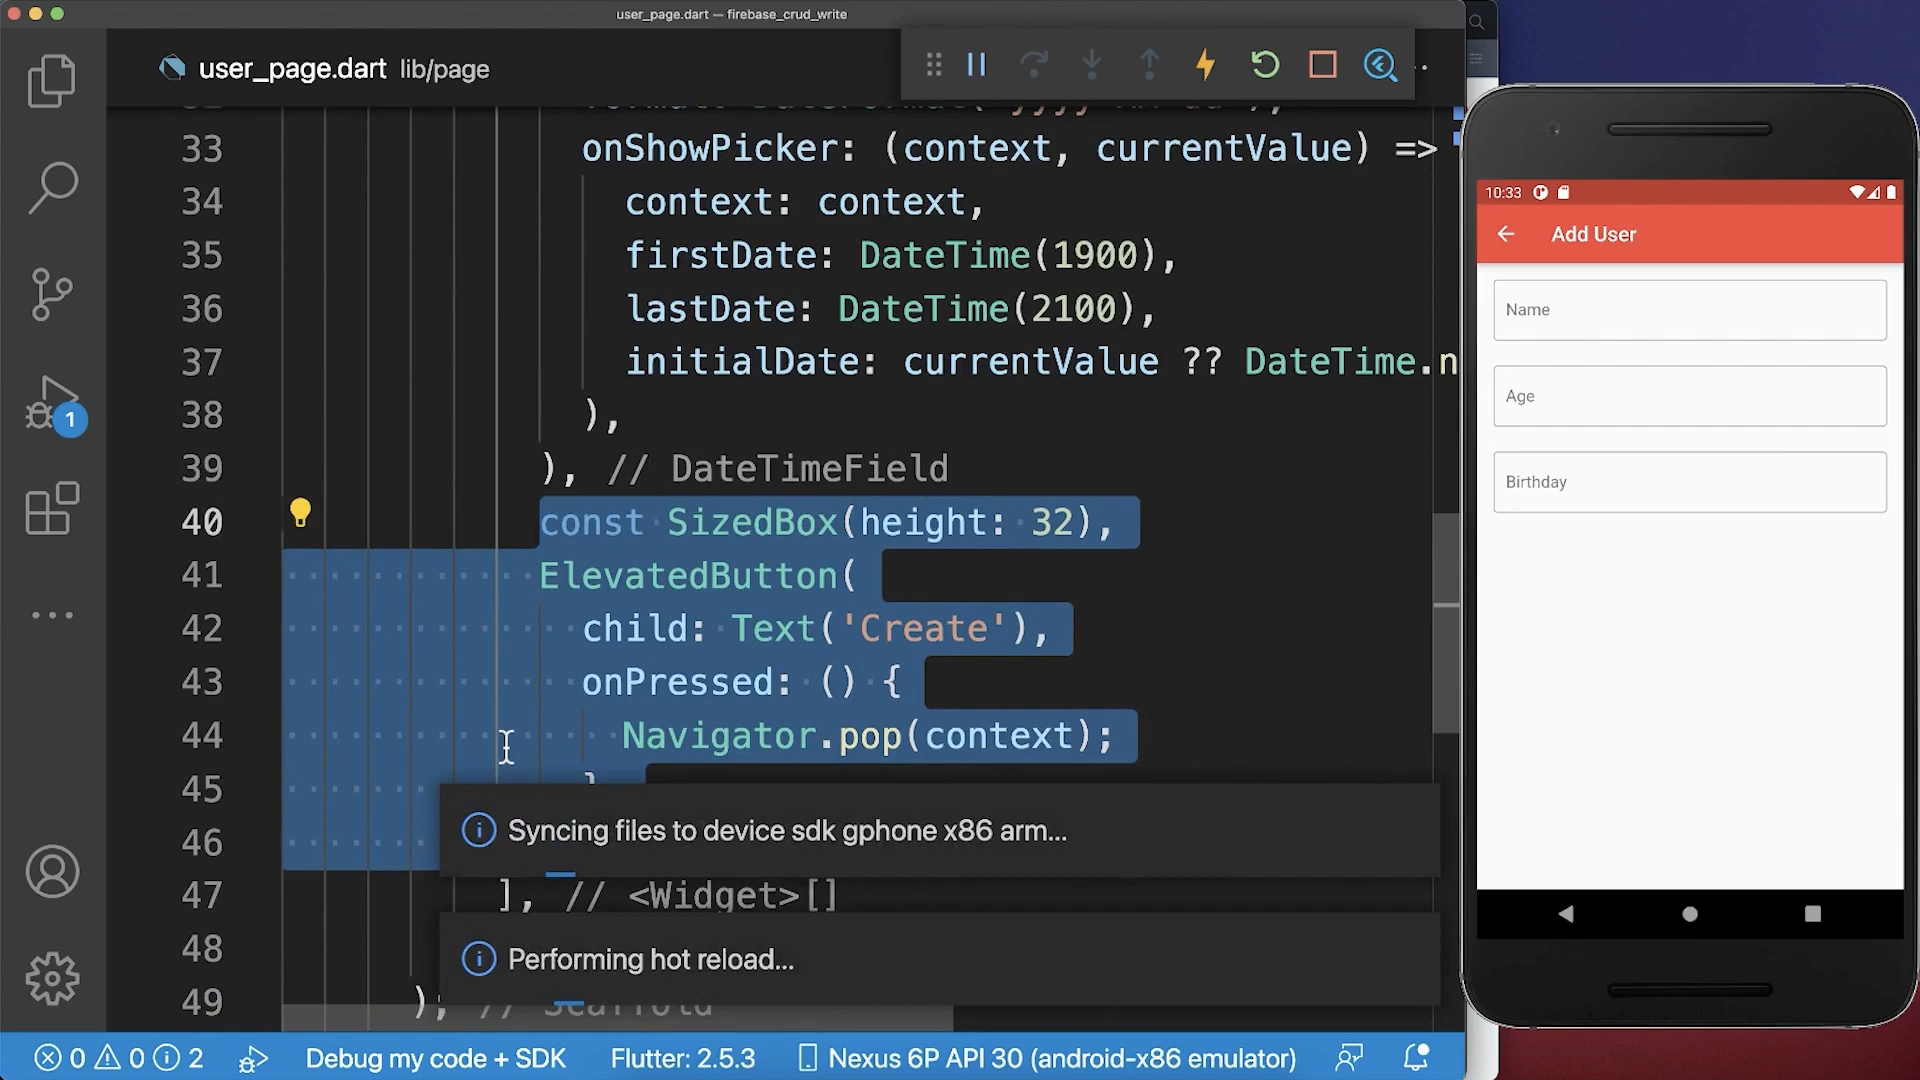 user_page.dart — firebase_crud_write
user_page.dart lib/page
33 onShowPicker: (context, currentValue) =>
34 context: context,
35 firstDate: DateTime(1900),
36 lastDate: DateTime(2100),
37 initialDate: currentValue ?? DateTime.n
38 ),
39 ), // DateTimeField
40 const SizedBox(height: 32),
41 ElevatedButton(
42 child: Text('Create'),
43 onPressed: () {
44 Navigator.pop(context);
45
46
Syncing files to device sdk gphone x86 arm...
47 ], // <Widget>[]
48
Performing hot reload...
49 ); // Scaffold
1
0 0 2 Debug my code + SDK Flutter: 2.5.3 Nexus 6P API 30 (android-x86 emulator)
10:33
Add User
Name
Age
Birthday